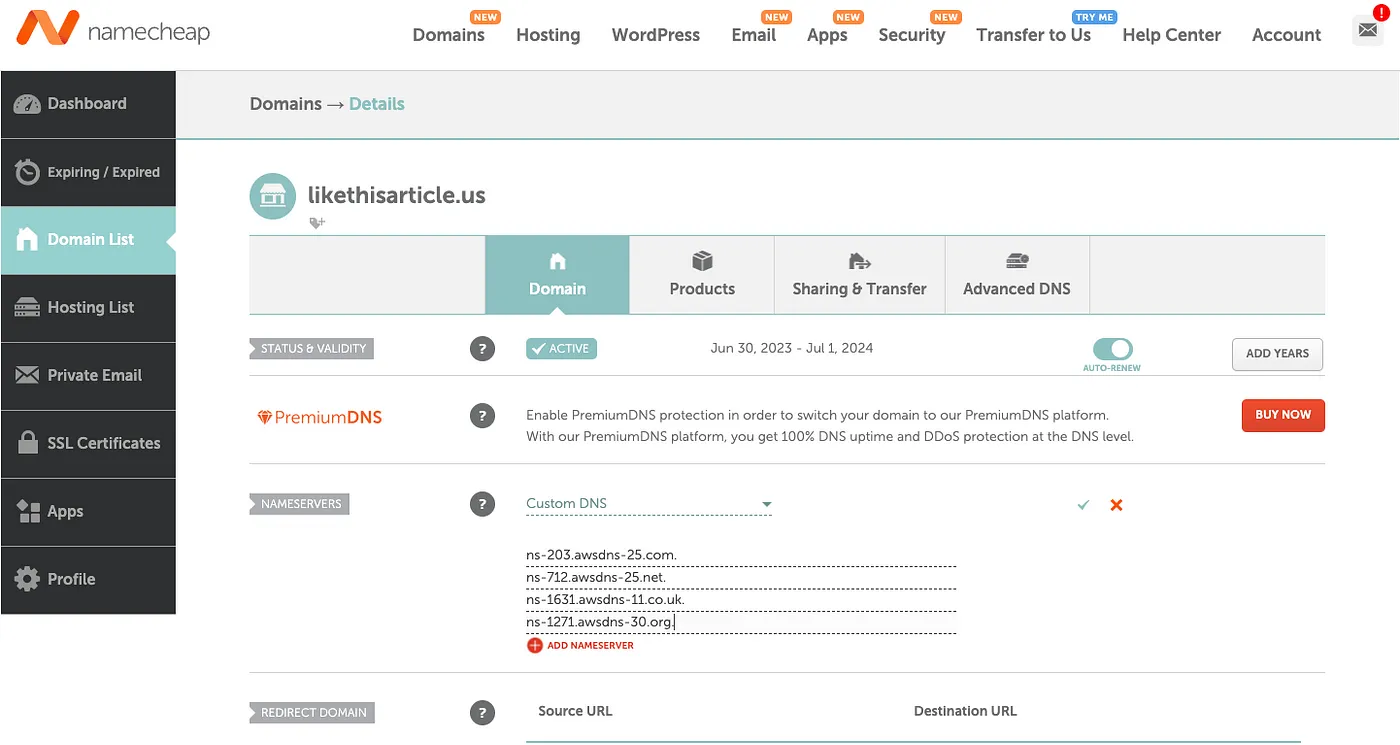 namecheap
NEW NEW NEW NEW TRY ME !
Domains Hosting WordPress Email Apps Security Transfer to Us Help Center Account
Dashboard
Expiring / Expired
Domain List
Hosting List
Private Email
SSL Certificates
Apps
Profile
Domains → Details
likethisarticle.us
Domain Products Sharing & Transfer Advanced DNS
STATUS & VALIDITY ? ACTIVE Jun 30, 2023 - Jul 1, 2024 AUTO-RENEW ADD YEARS
PremiumDNS ? Enable PremiumDNS protection in order to switch your domain to our PremiumDNS platform.
With our PremiumDNS platform, you get 100% DNS uptime and DDoS protection at the DNS level.
BUY NOW
NAMESERVERS ? Custom DNS
ns-203.awsdns-25.com.
ns-712.awsdns-25.net.
ns-1631.awsdns-11.co.uk.
ns-1271.awsdns-30.org.
ADD NAMESERVER
REDIRECT DOMAIN ? Source URL Destination URL